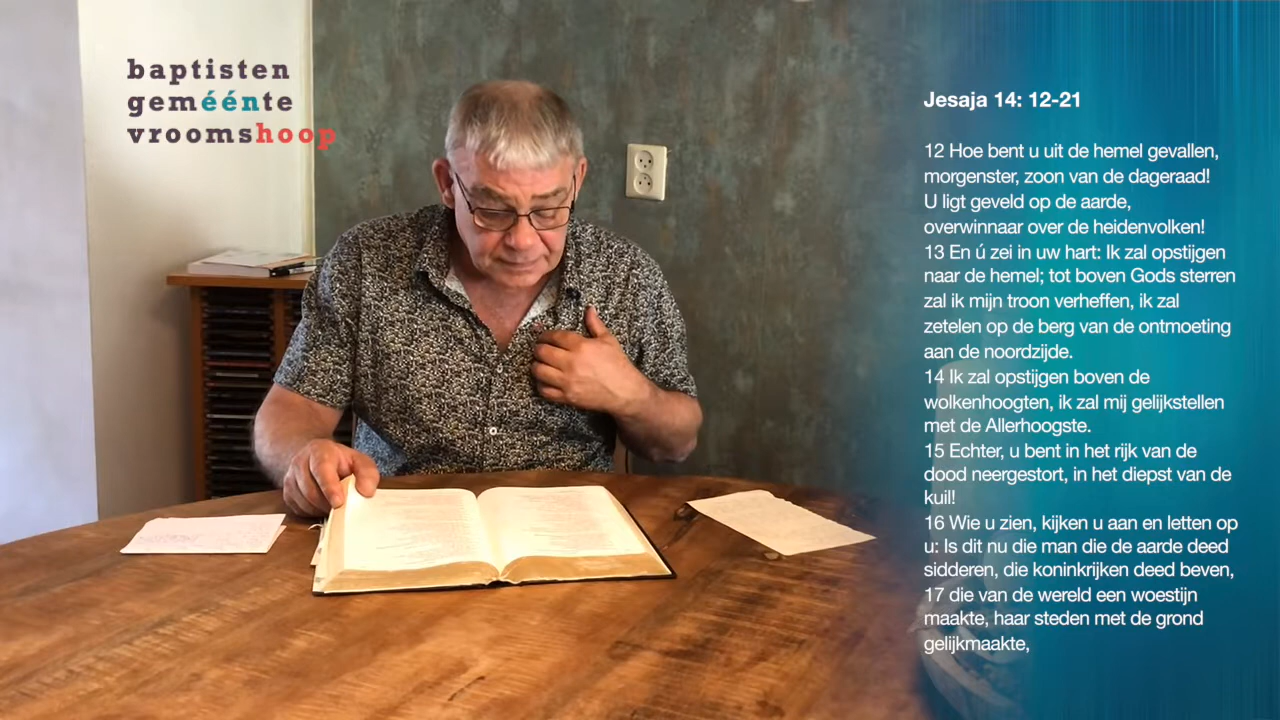 baptisten
geméénte
vroomshoop
Jesaja 14: 12-21
12 Hoe bent u uit de hemel gevallen,
morgenster, zoon van de dageraad!
U ligt geveld op de aarde,
overwinnaar over de heidenvolken!
13 En ú zei in uw hart: Ik zal opstijgen
naar de hemel; tot boven Gods sterren
zal ik mijn troon verheffen, ik zal
zetelen op de berg van de ontmoeting
aan de noordzijde.
14 Ik zal opstijgen boven de
wolkenhoogten, ik zal mij gelijkstellen
met de Allerhoogste.
15 Echter, u bent in het rijk van de
dood neergestort, in het diepst van de
kuil!
16 Wie u zien, kijken u aan en letten op
u: Is dit nu die man die de aarde deed
sidderen, die koninkrijken deed beven,
17 die van de wereld een woestijn
maakte, haar steden met de grond
gelijkmaakte,